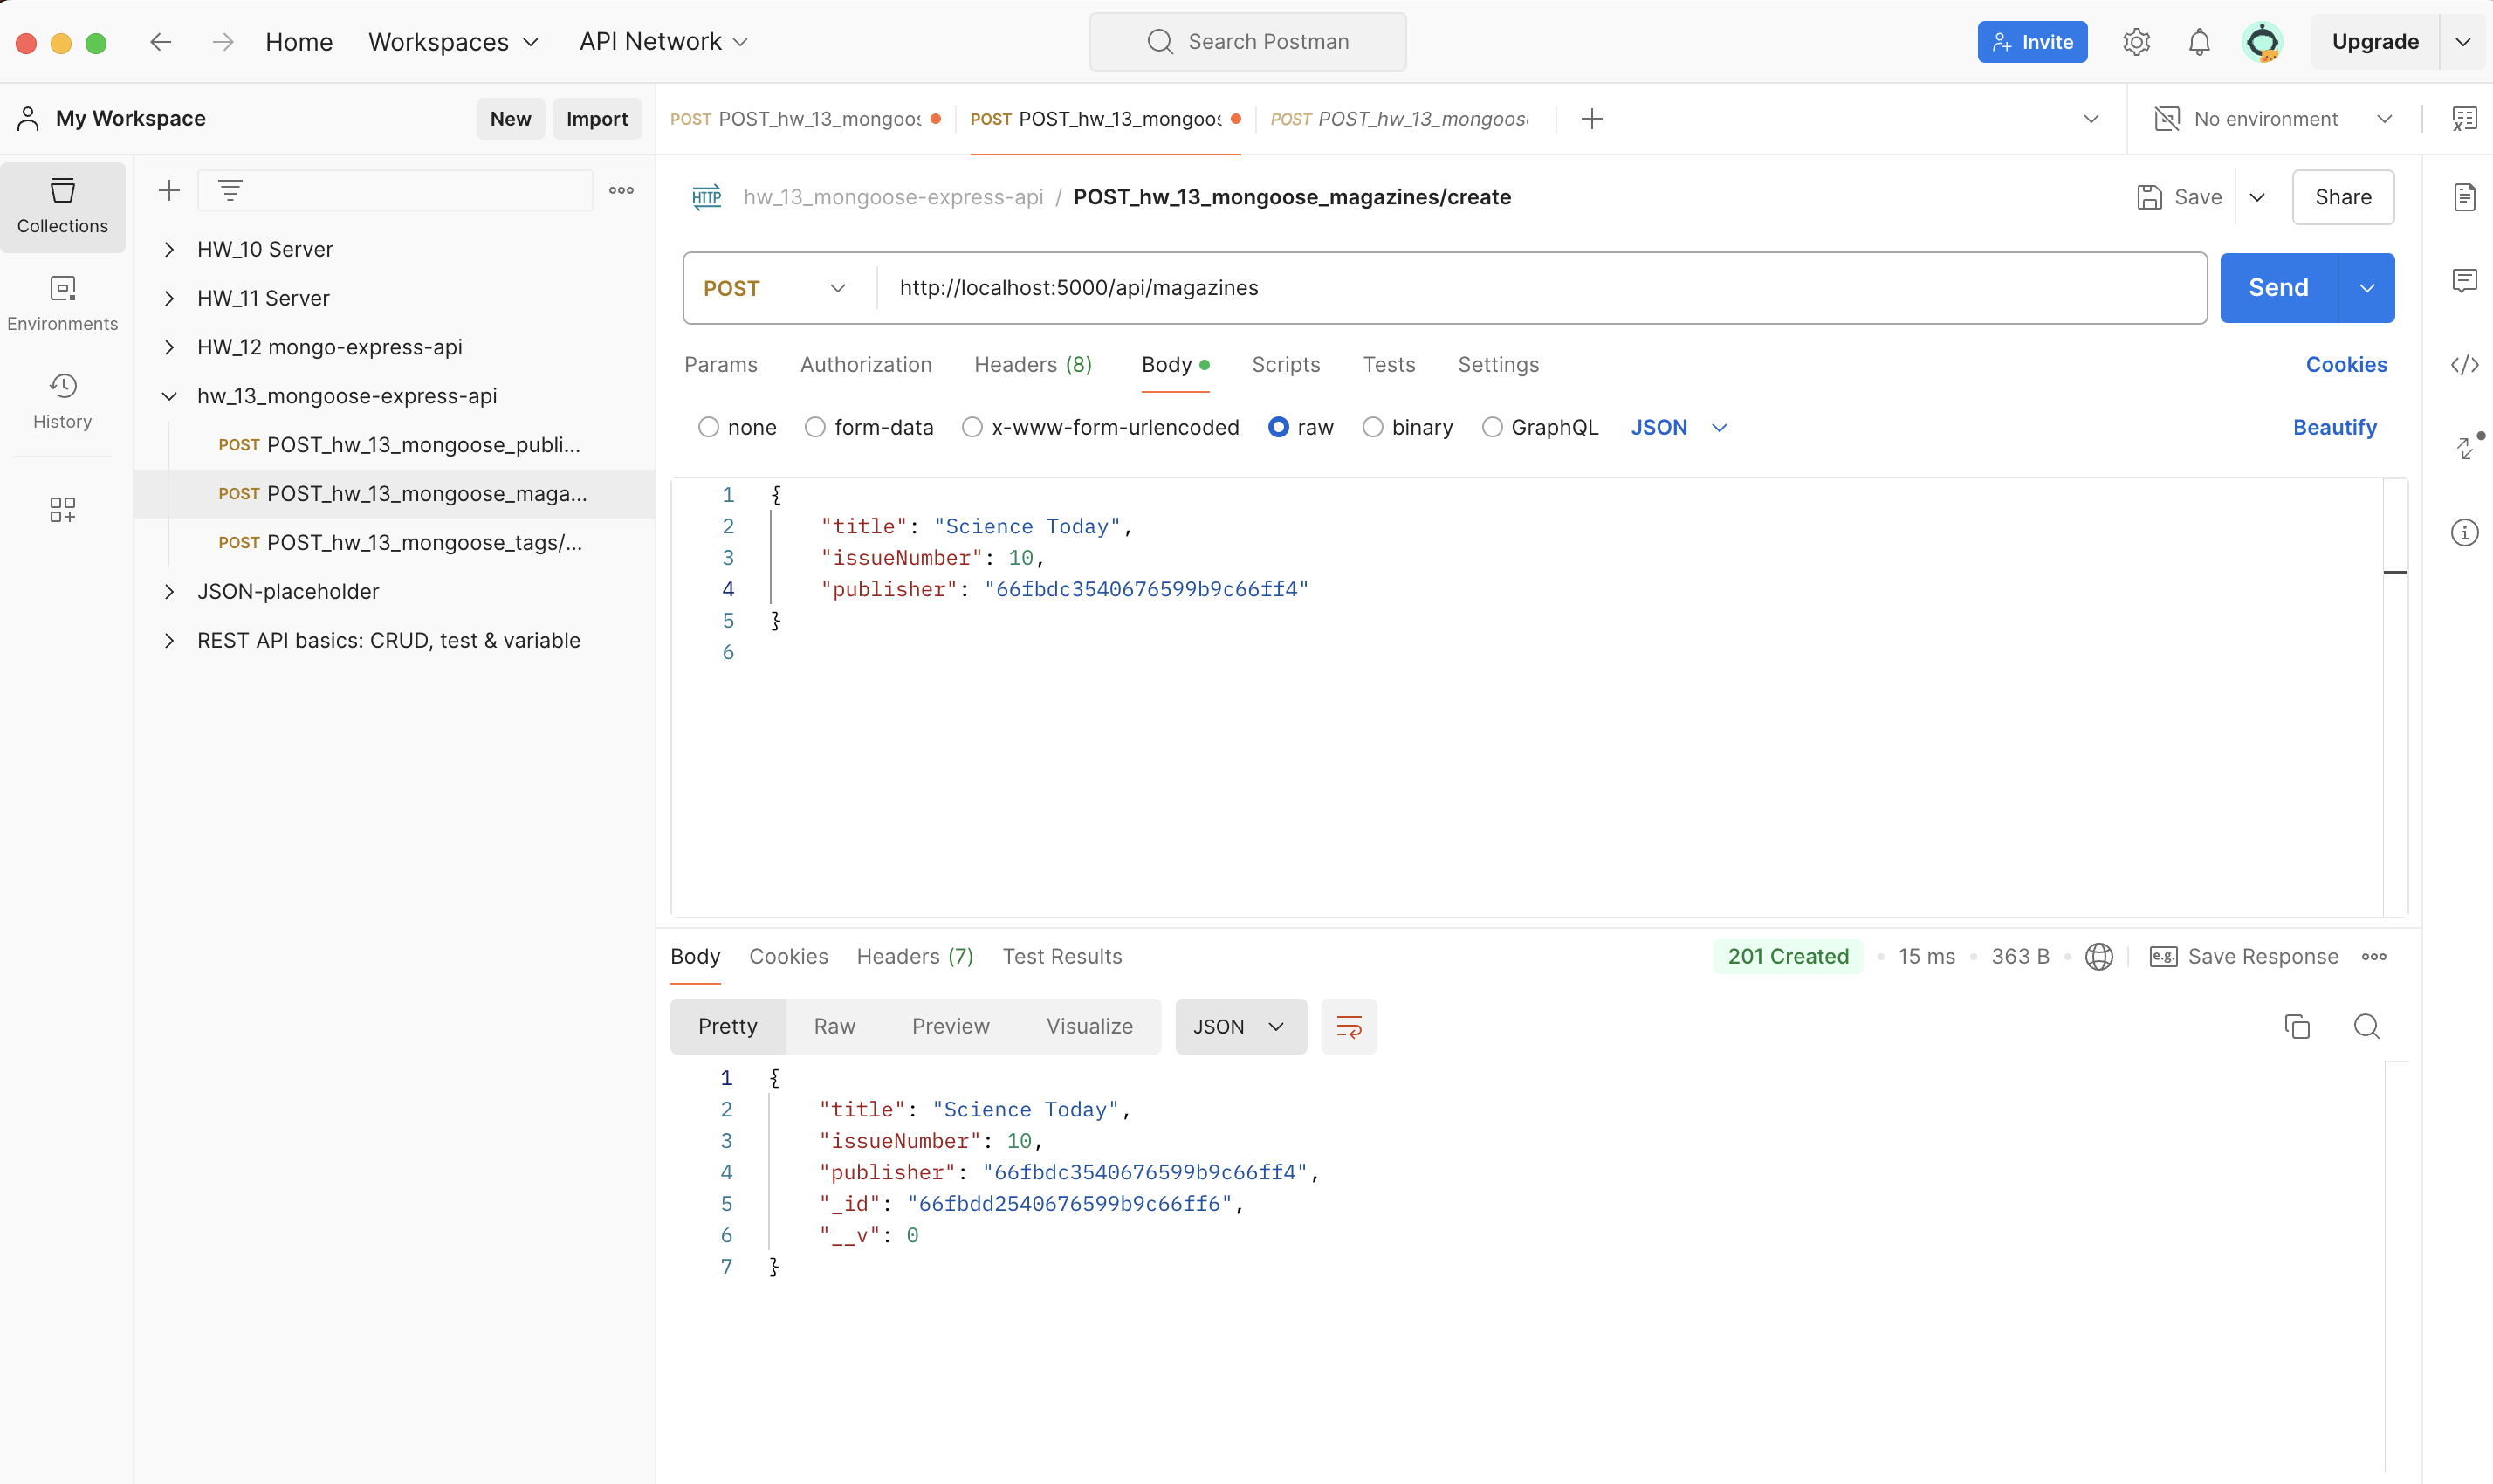 Home Workspaces API Network Search Postman Invite Upgrade
My Workspace New Import
POST POST_hw_13_mongoos POST POST_hw_13_mongoos POST POST_hw_13_mongoos No environment
Collections
Environments
History
HW_10 Server
HW_11 Server
HW_12 mongo-express-api
hw_13_mongoose-express-api
POST POST_hw_13_mongoose_publi...
POST POST_hw_13_mongoose_maga...
POST POST_hw_13_mongoose_tags/...
JSON-placeholder
REST API basics: CRUD, test & variable
HTTP hw_13_mongoose-express-api / POST_hw_13_mongoose_magazines/create Save Share
POST http://localhost:5000/api/magazines Send
Params Authorization Headers (8) Body Scripts Tests Settings Cookies
none form-data x-www-form-urlencoded raw binary GraphQL JSON Beautify
1 {
2 "title": "Science Today",
3 "issueNumber": 10,
4 "publisher": "66fbdc3540676599b9c66ff4"
5 }
6
Body Cookies Headers (7) Test Results 201 Created 15 ms 363 B e.g. Save Response
Pretty Raw Preview Visualize JSON
1 {
2 "title": "Science Today",
3 "issueNumber": 10,
4 "publisher": "66fbdc3540676599b9c66ff4",
5 "_id": "66fbdd2540676599b9c66ff6",
6 "__v": 0
7 }